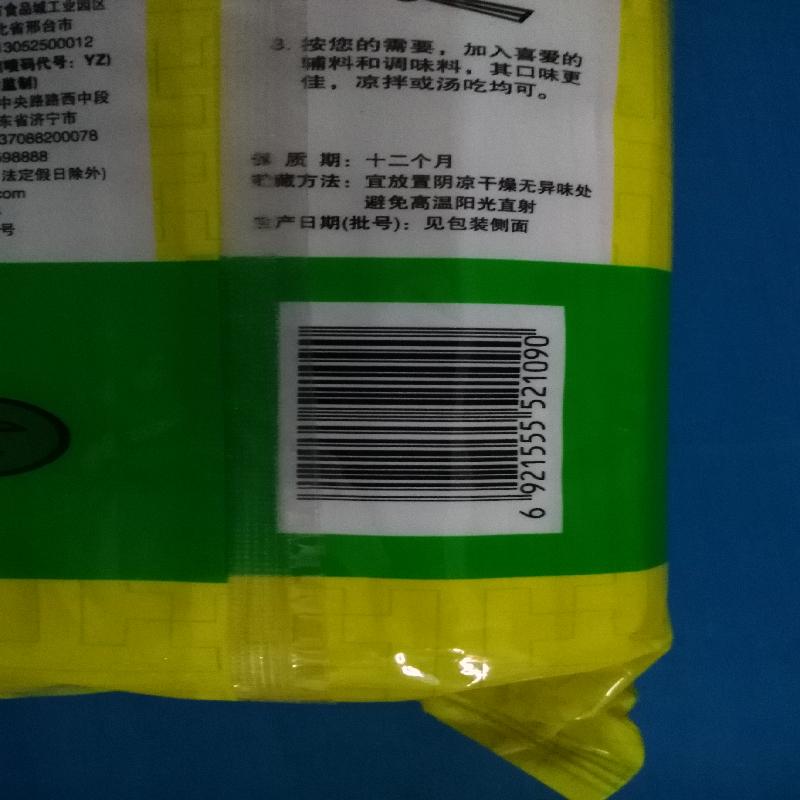 食品城工业园区
北省邢台市
13052500012
喷码代号：YZ)
监制)
中央路路西中段
东省济宁市
37088200078
598888
法定假日除外)
com
号
3. 按您的需要，加入喜爱的
辅料和调味料，其口味更
佳，凉拌或汤吃均可。
保 质 期：十二个月
贮藏方法：宜放置阴凉干燥无异味处
避免高温阳光直射
生产日期(批号)：见包装侧面
6 921555 521090